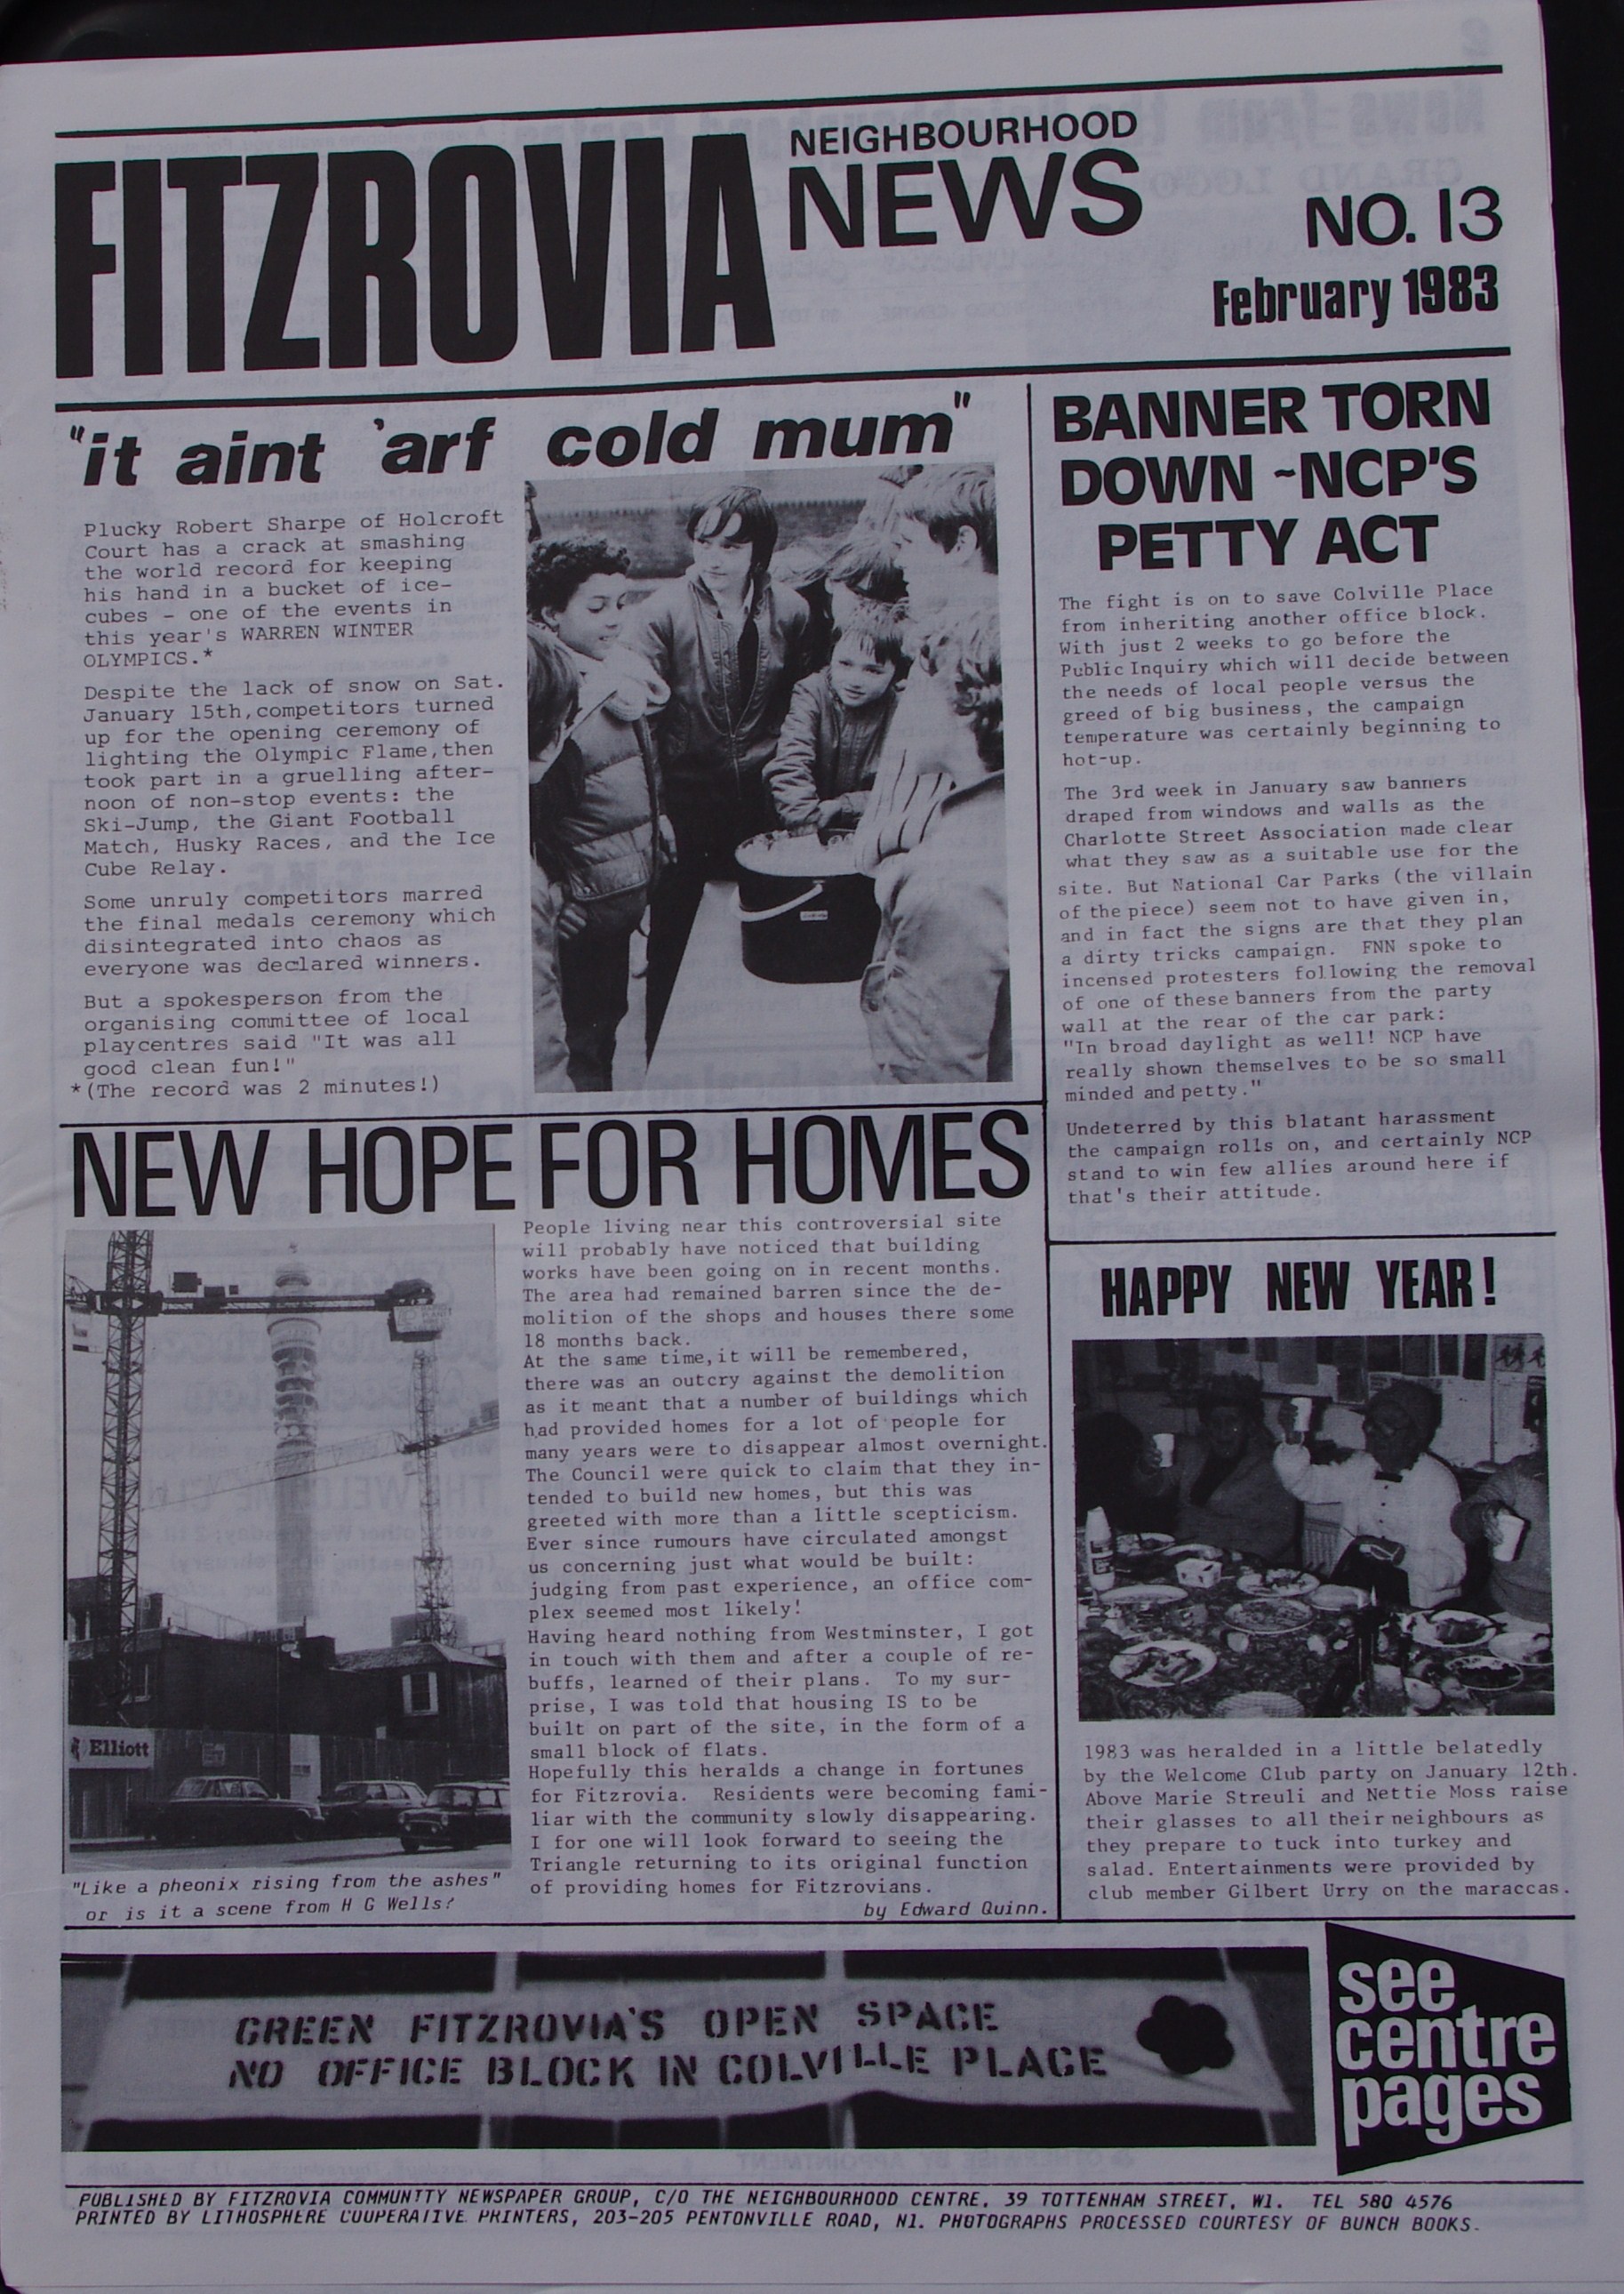 FITZROVIA
NEIGHBOURHOOD
NEWS
NO. 13
February 1983
"it aint 'arf cold mum"
Plucky Robert Sharpe of Holcroft
Court has a crack at smashing
the world record for keeping
his hand in a bucket of ice-
cubes - one of the events in
this year's WARREN WINTER
OLYMPICS.*
Despite the lack of snow on Sat.
January 15th,competitors turned
up for the opening ceremony of
lighting the Olympic Flame,then
took part in a gruelling after-
noon of non-stop events: the
Ski-Jump, the Giant Football
Match, Husky Races, and the Ice
Cube Relay.
Some unruly competitors marred
the final medals ceremony which
disintegrated into chaos as
everyone was declared winners.
But a spokesperson from the
organising committee of local
playcentres said "It was all
good clean fun!"
*(The record was 2 minutes!)
BANNER TORN
DOWN ~NCP'S
PETTY ACT
The fight is on to save Colville Place
from inheriting another office block.
With just 2 weeks to go before the
Public Inquiry which will decide between
the needs of local people versus the
greed of big business, the campaign
temperature was certainly beginning to
hot-up.
The 3rd week in January saw banners
draped from windows and walls as the
Charlotte Street Association made clear
what they saw as a suitable use for the
site. But National Car Parks (the villain
of the piece) seem not to have given in,
and in fact the signs are that they plan
a dirty tricks campaign. FNN spoke to
incensed protesters following the removal
of one of these banners from the party
wall at the rear of the car park:
"In broad daylight as well! NCP have
really shown themselves to be so small
minded and petty."
Undeterred by this blatant harassment
the campaign rolls on, and certainly NCP
stand to win few allies around here if
that's their attitude.
NEW HOPE FOR HOMES
Elliott
"Like a pheonix rising from the ashes"
or is it a scene from H G Wells?
People living near this controversial site
will probably have noticed that building
works have been going on in recent months.
The area had remained barren since the de-
molition of the shops and houses there some
18 months back.
At the same time,it will be remembered,
there was an outcry against the demolition
as it meant that a number of buildings which
had provided homes for a lot of people for
many years were to disappear almost overnight.
The Council were quick to claim that they in-
tended to build new homes, but this was
greeted with more than a little scepticism.
Ever since rumours have circulated amongst
us concerning just what would be built:
judging from past experience, an office com-
plex seemed most likely!
Having heard nothing from Westminster, I got
in touch with them and after a couple of re-
buffs, learned of their plans. To my sur-
prise, I was told that housing IS to be
built on part of the site, in the form of a
small block of flats.
Hopefully this heralds a change in fortunes
for Fitzrovia. Residents were becoming fami-
liar with the community slowly disappearing.
I for one will look forward to seeing the
Triangle returning to its original function
of providing homes for Fitzrovians.
by Edward Quinn.
HAPPY NEW YEAR!
1983 was heralded in a little belatedly
by the Welcome Club party on January 12th.
Above Marie Streuli and Nettie Moss raise
their glasses to all their neighbours as
they prepare to tuck into turkey and
salad. Entertainments were provided by
club member Gilbert Urry on the maraccas.
GREEN FITZROVIA'S OPEN SPACE
NO OFFICE BLOCK IN COLVILLE PLACE
see
centre
pages
PUBLISHED BY FITZROVIA COMMUNTTY NEWSPAPER GROUP, C/O THE NEIGHBOURHOOD CENTRE, 39 TOTTENHAM STREET, W1. TEL 580 4576
PRINTED BY LITHOSPHERE COOPERATIVE PRINTERS, 203-205 PENTONVILLE ROAD, N1. PHOTOGRAPHS PROCESSED COURTESY OF BUNCH BOOKS.